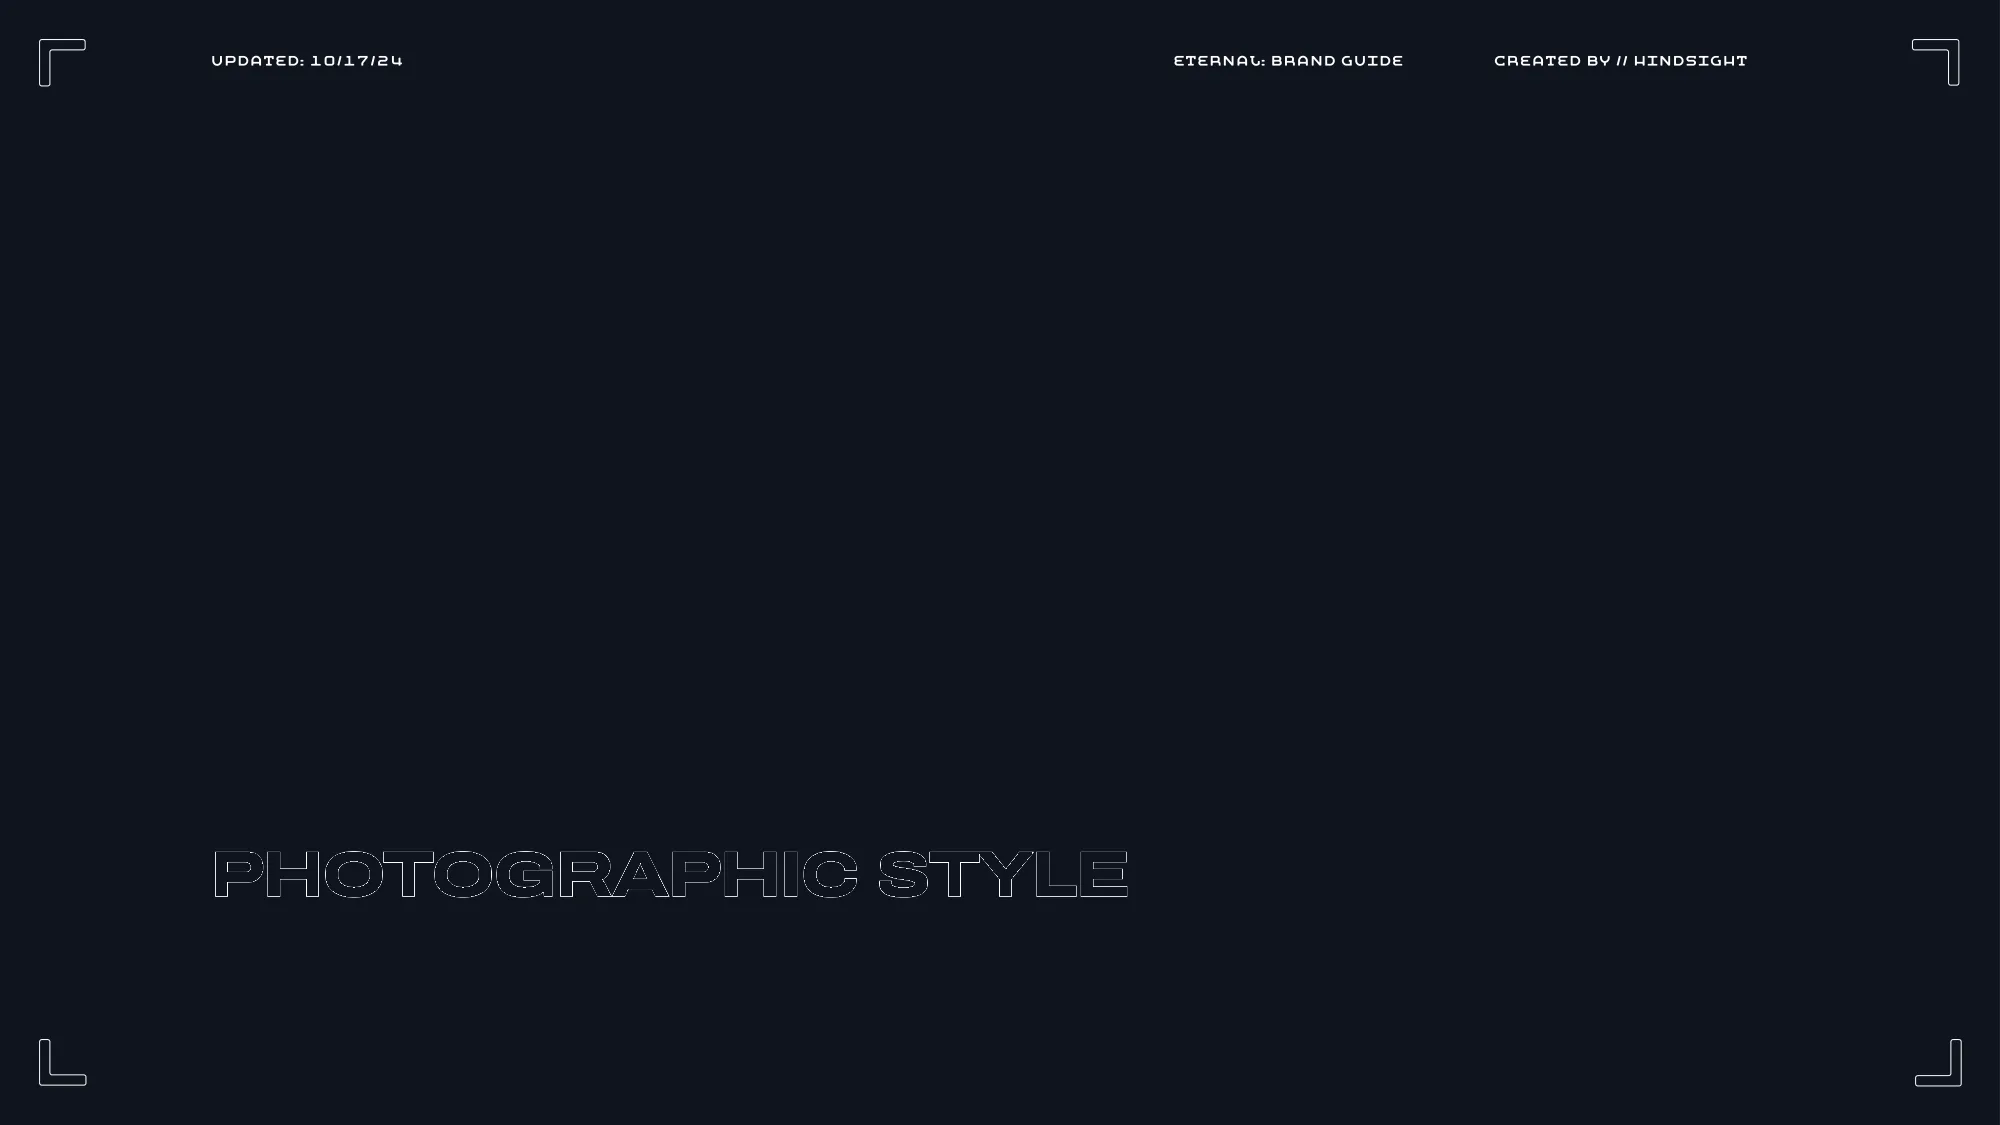 UPDATED: 10/17/24
ETERNAL: BRAND GUIDE
CREATED BY // HINDSIGHT
PHOTOGRAPHIC STYLE